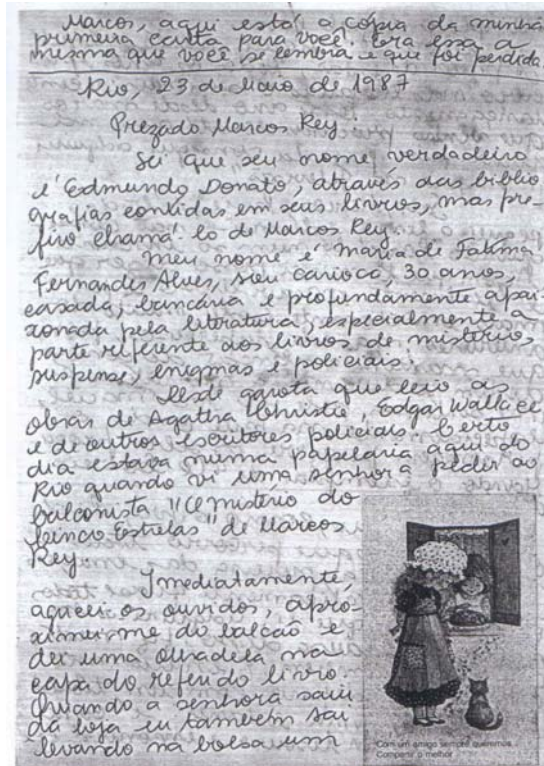 Marcos, aqui está a cópia da minha
primeira carta para você. Era essa a
mesma que você se lembra e que foi perdida.
Rio, 23 de Maio de 1987
Prezado Marcos Rey
Sei que seu nome verdadeiro
é Edmundo Donato, através das biblio
grafias contidas em seus livros, mas pre-
firo chamá-lo de Marcos Rey.
Meu nome é Maria de Fátima
Fernandes Alves, sou carioca, 30 anos,
casada, bancária e profundamente apai-
xonada pela literatura, especialmente a
parte referente aos livros de mistérios,
suspense, enigmas e policiais.
Desde garota que leio as
obras de Agatha Christie, Edgar Wallace
e de outros escritores policiais. Certo
dia estava numa papelaria aqui do
Rio quando vi uma senhora pedir ao
balconista "O mistério do
Cinco Estrelas" de Marcos
Rey.
Imediatamente,
agucei os ouvidos, apro-
ximei-me do balcão e
dei uma olhadela na
capa do referido livro.
Quando a senhora saiu
da loja eu também saí
levando na bolsa um
Com um amigo sempre queremos
Compartir o melhor